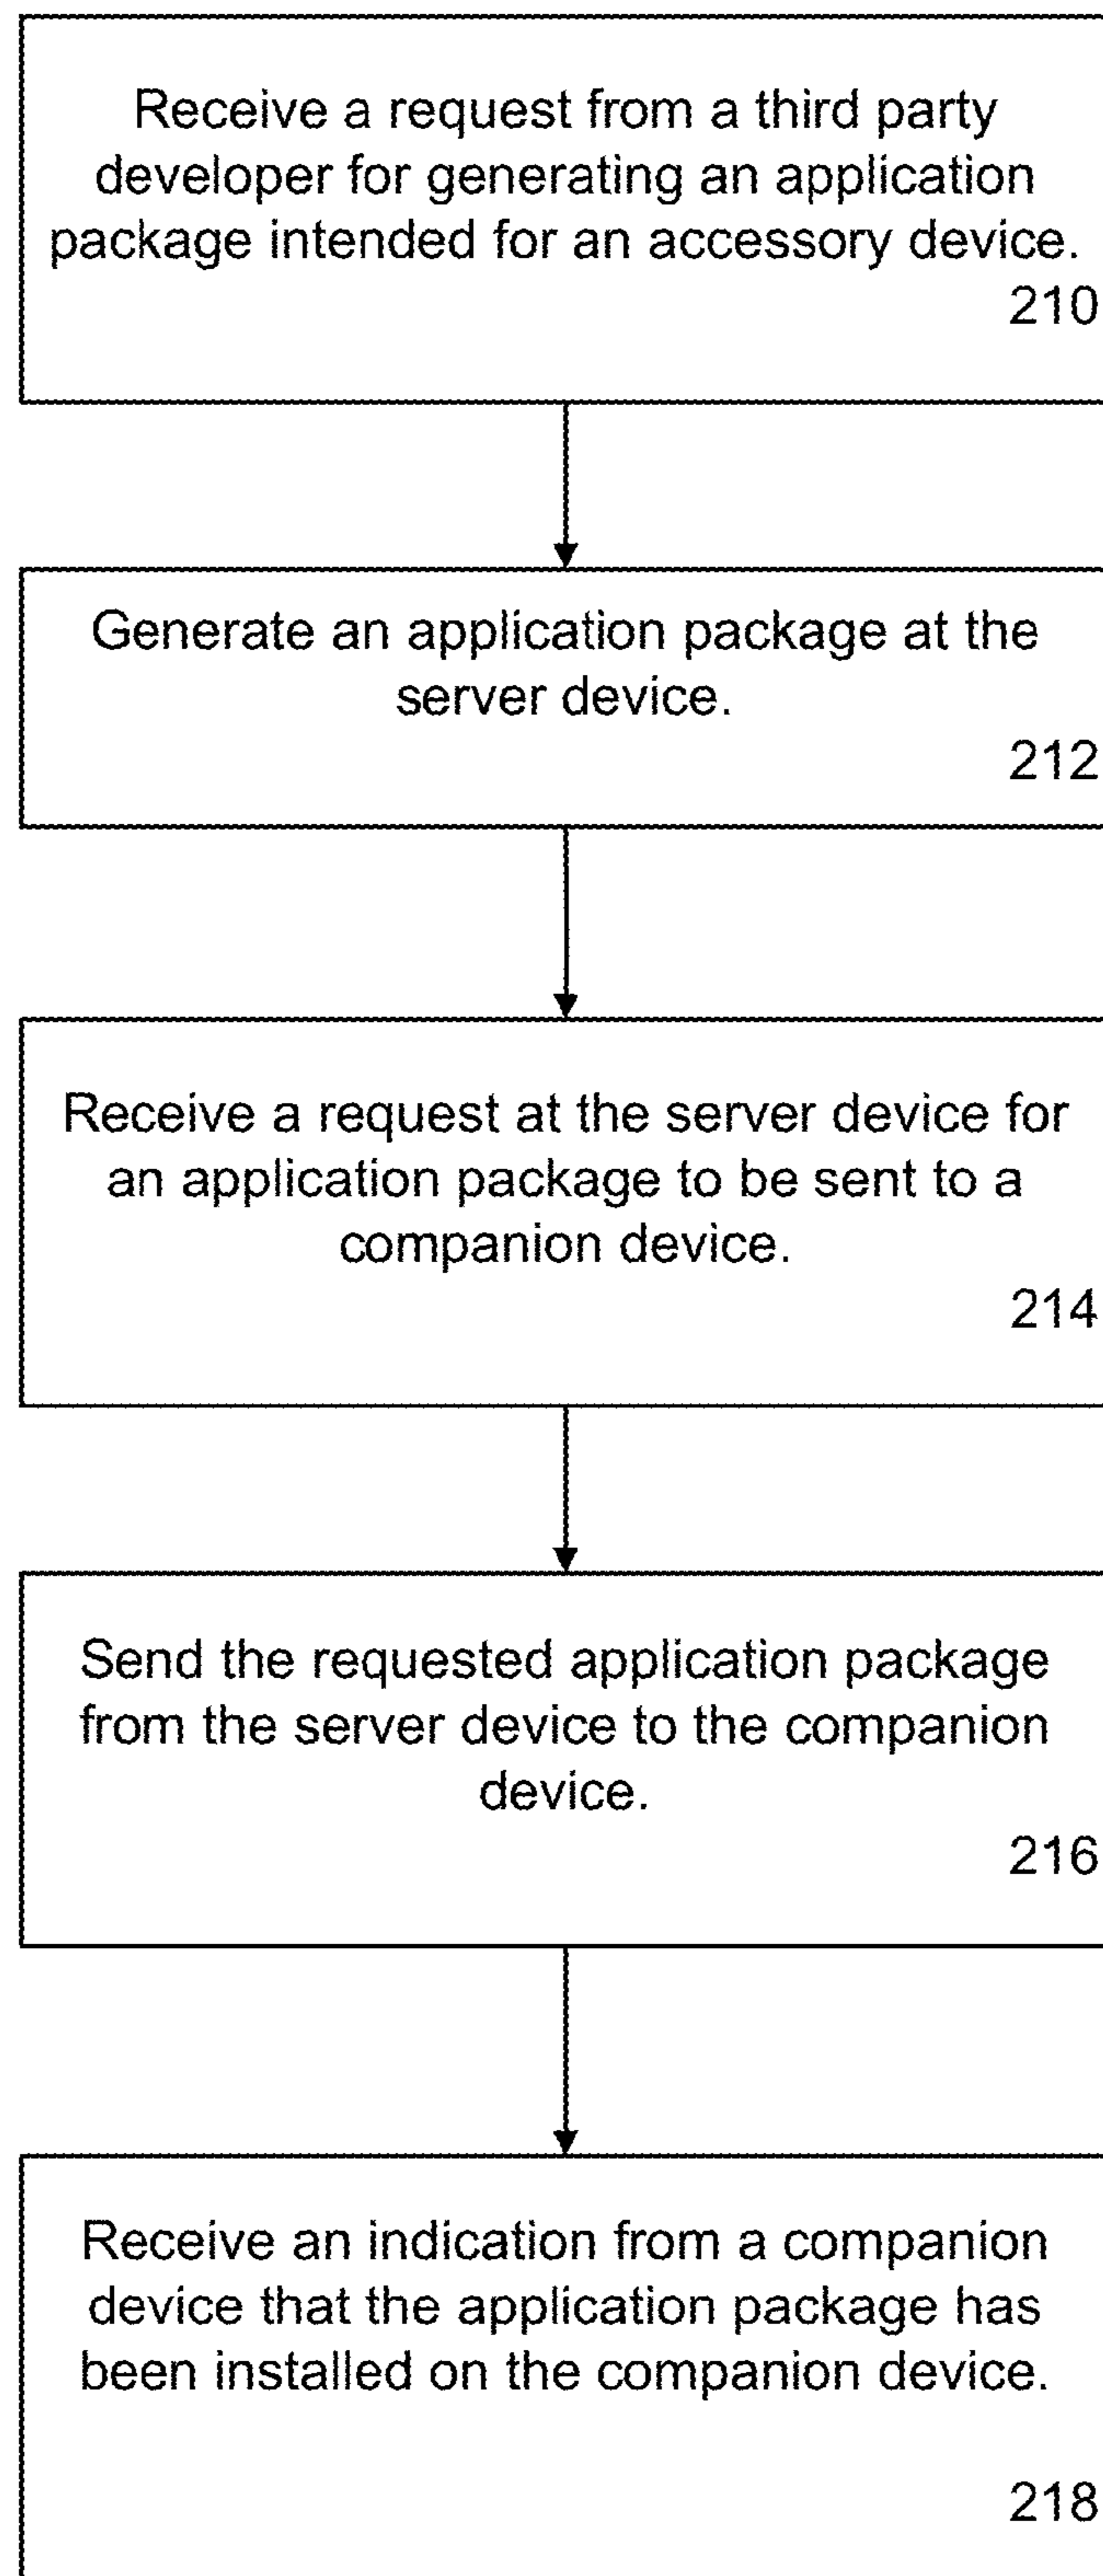 Receive a request from a third party
developer for generating an application
package intended for an accessory device.
210
Generate an application package at the
server device.
212
Receive a request at the server device for
an application package to be sent to a
companion device.
214
Send the requested application package
from the server device to the companion
device.
216
Receive an indication from a companion
device that the application package has
been installed on the companion device.
218